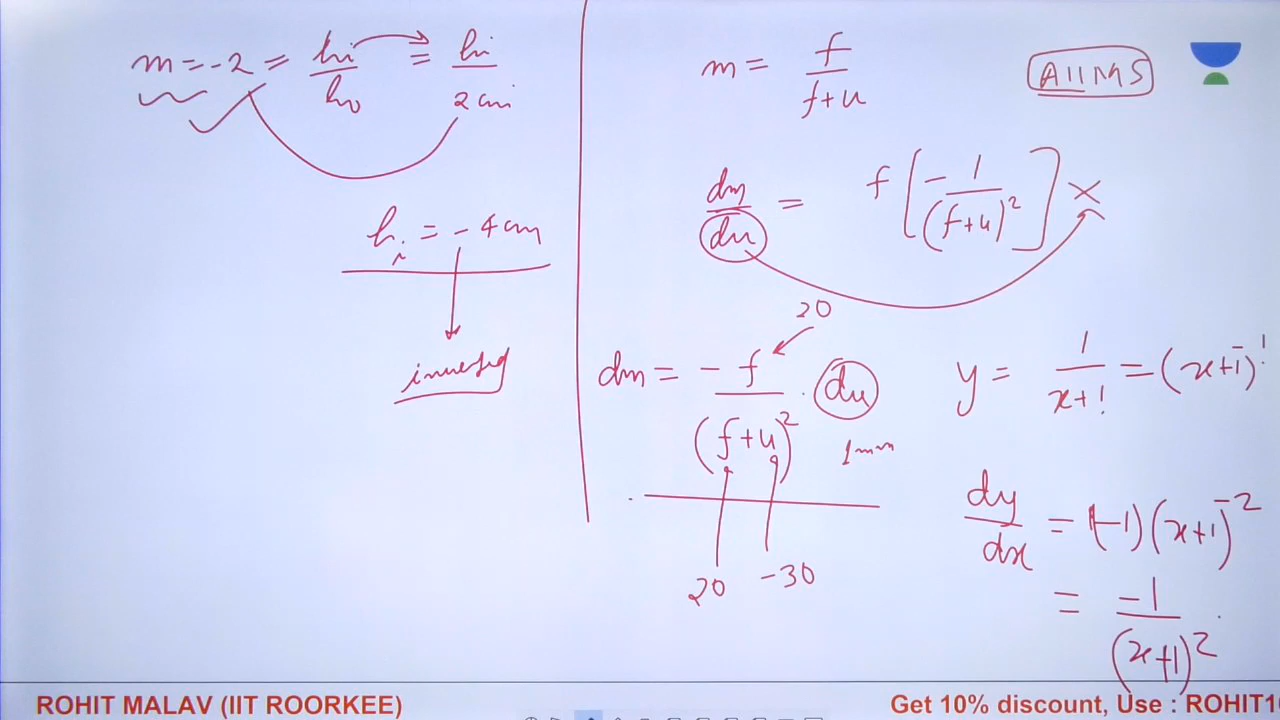 m = -2 = hi/ho = hi/2 cm
hi = -4 cm
inverted
m = f/f+u
AIIMS
dm/du = f[-1/(f+u)²] ×
20
dm = -f/(f+u)² . du
1mm
20 -30
y = 1/x+1 = (x+1)⁻¹
dy/dx = (-1)(x+1)⁻²
= -1/(x+1)²
ROHIT MALAV (IIT ROORKEE)
Get 10% discount, Use : ROHIT1